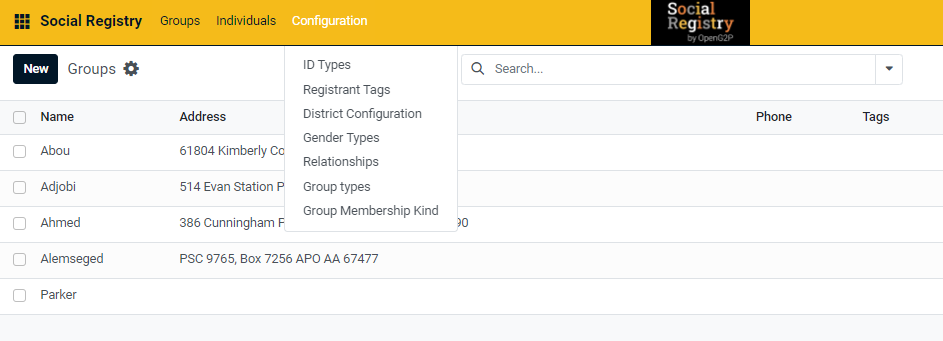 Social Registry Groups Individuals Configuration
Social
Registry
by OpenG2P
New Groups Search...
ID Types
Registrant Tags
District Configuration
Gender Types
Relationships
Group types
Group Membership Kind
Name Address Phone Tags
Abou 61804 Kimberly Co
Adjobi 514 Evan Station P
Ahmed 386 Cunningham F 90
Alemseged PSC 9765, Box 7256 APO AA 67477
Parker